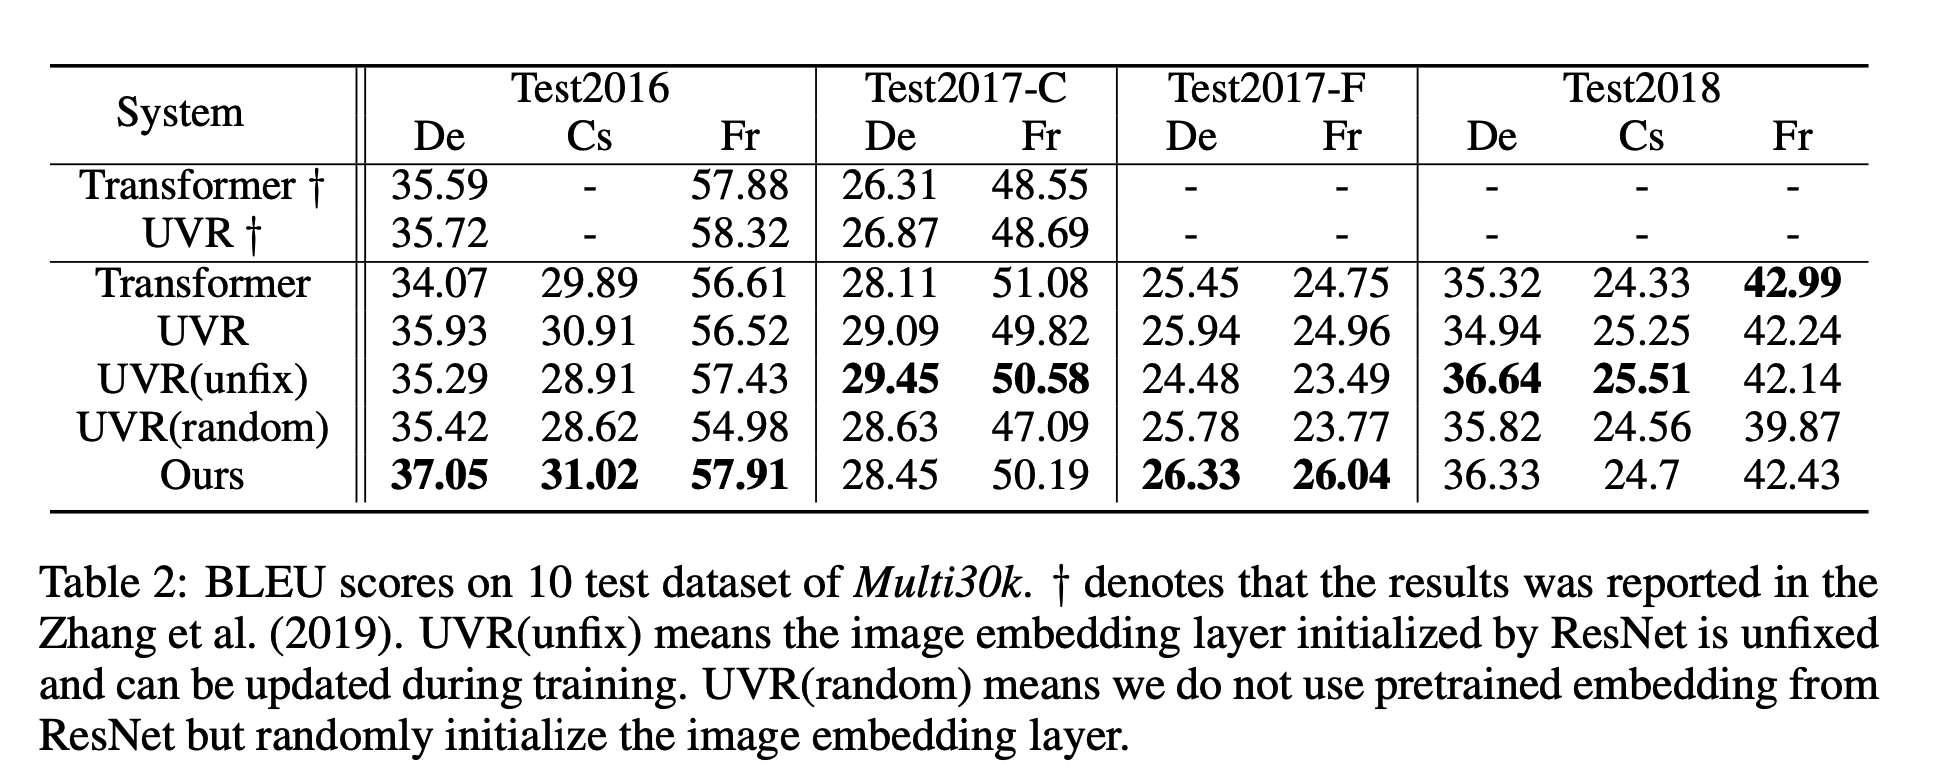 System Test2016 Test2017-C Test2017-F Test2018
De Cs Fr De Fr De Fr De Cs Fr
Transformer † 35.59 - 57.88 26.31 48.55 - - - - -
UVR † 35.72 - 58.32 26.87 48.69 - - - - -
Transformer 34.07 29.89 56.61 28.11 51.08 25.45 24.75 35.32 24.33 42.99
UVR 35.93 30.91 56.52 29.09 49.82 25.94 24.96 34.94 25.25 42.24
UVR(unfix) 35.29 28.91 57.43 29.45 50.58 24.48 23.49 36.64 25.51 42.14
UVR(random) 35.42 28.62 54.98 28.63 47.09 25.78 23.77 35.82 24.56 39.87
Ours 37.05 31.02 57.91 28.45 50.19 26.33 26.04 36.33 24.7 42.43
Table 2: BLEU scores on 10 test dataset of Multi30k. † denotes that the results was reported in the
Zhang et al. (2019). UVR(unfix) means the image embedding layer initialized by ResNet is unfixed
and can be updated during training. UVR(random) means we do not use pretrained embedding from
ResNet but randomly initialize the image embedding layer.